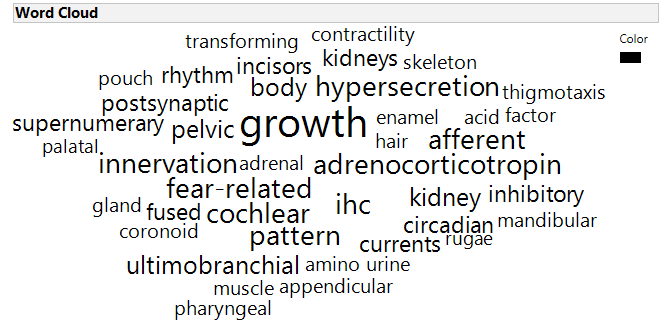 Word Cloud
Color
transforming contractility
incisors kidneys skeleton
pouch rhythm body hypersecretion thigmotaxis
postsynaptic
supernumerary pelvic growth enamel acid factor
palatal hair afferent
innervation adrenal adrenocorticotropin
fear-related
gland fused cochlear ihc kidney inhibitory
coronoid circadian mandibular
pattern currents rugae
ultimobranchial amino urine
muscle appendicular
pharyngeal